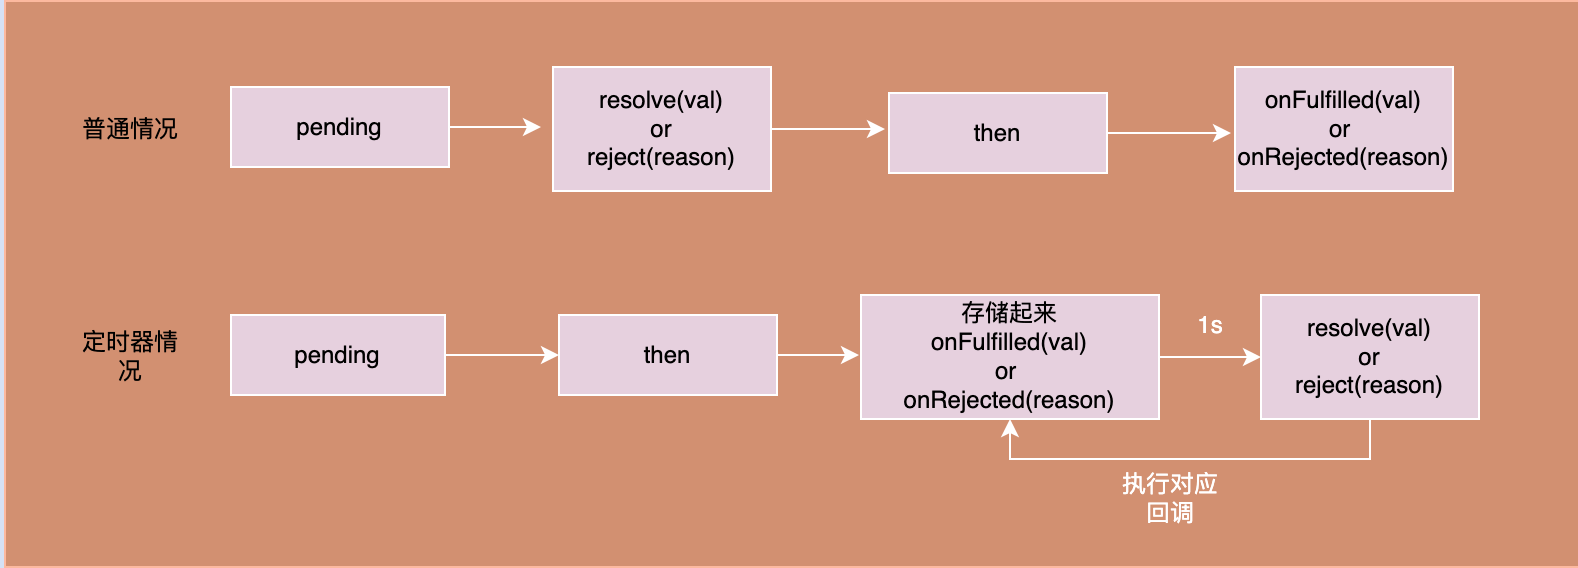 普通情况
pending
resolve(val)
or
reject(reason)
then
onFulfilled(val)
or
onRejected(reason)
定时器情
况
pending
then
存储起来
onFulfilled(val)
or
onRejected(reason)
1s
resolve(val)
or
reject(reason)
执行对应
回调